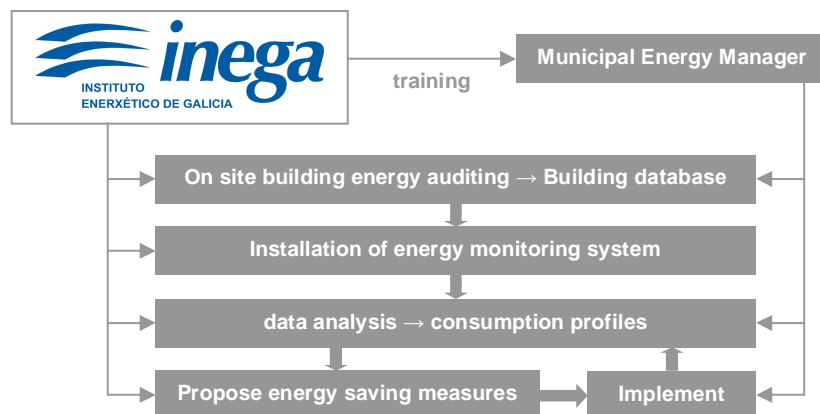 inega
INSTITUTO
ENERXÉTICO DE GALICIA
training
Municipal Energy Manager
On site building energy auditing → Building database
Installation of energy monitoring system
data analysis → consumption profiles
Propose energy saving measures
Implement